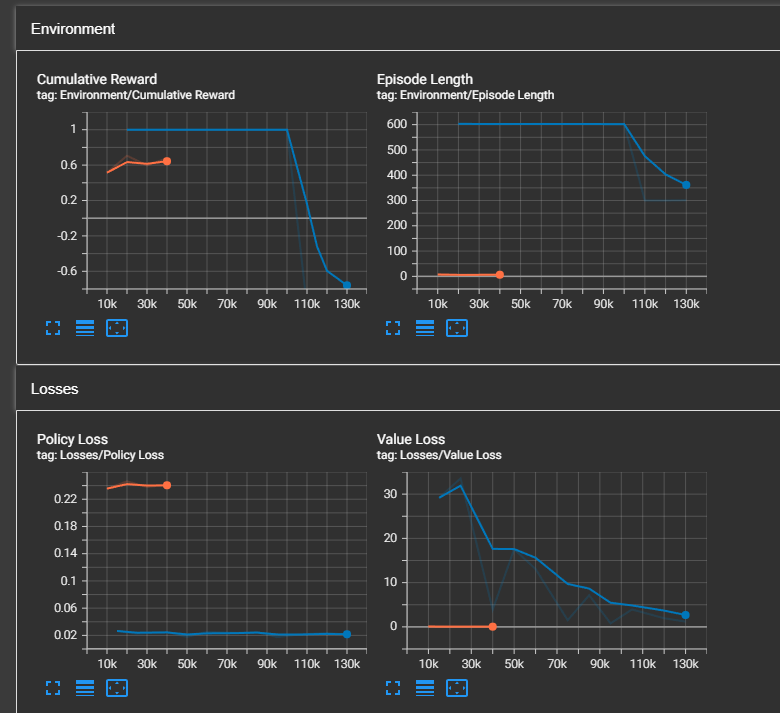 Environment
Cumulative Reward
tag: Environment/Cumulative Reward
1
0.6
0.2
-0.2
-0.6
10k 30k 50k 70k 90k 110k 130k
Episode Length
tag: Environment/Episode Length
600
500
400
300
200
100
0
10k 30k 50k 70k 90k 110k 130k
Losses
Policy Loss
tag: Losses/Policy Loss
0.22
0.18
0.14
0.1
0.06
0.02
10k 30k 50k 70k 90k 110k 130k
Value Loss
tag: Losses/Value Loss
30
20
10
0
10k 30k 50k 70k 90k 110k 130k